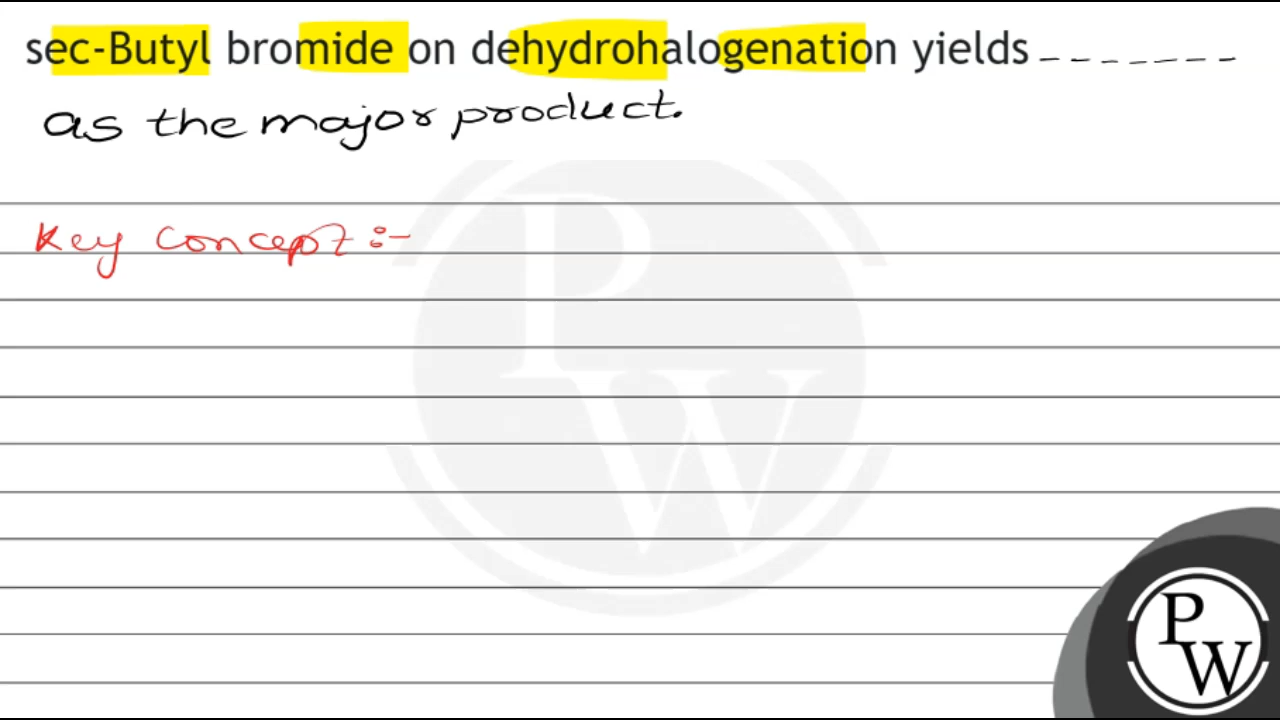 sec-Butyl bromide on dehydrohalogenation yields -------
as the major product.
Key Concept :-
P
W
P
W